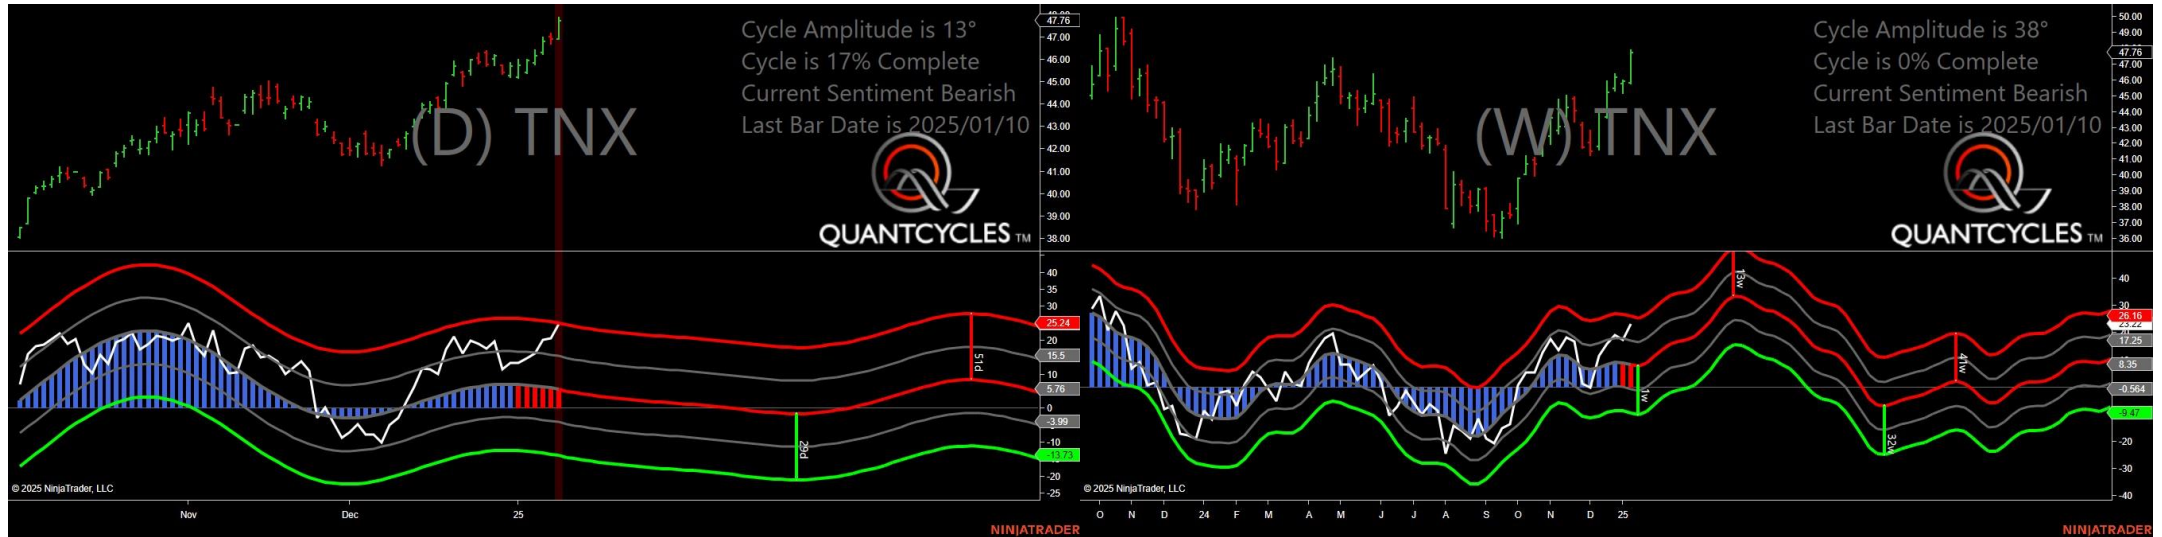 Cycle Amplitude is 13°
Cycle is 17% Complete
Current Sentiment Bearish
Last Bar Date is 2025/01/10
(D) TNX
QUANTCYCLES TM
47.76
47.00
46.00
45.00
44.00
43.00
42.00
41.00
40.00
39.00
38.00
40
35
30
25.24
20
15.5
10
5.76
0
-3.99
-10
-13.73
-20
-25
29d
51d
© 2025 NinjaTrader, LLC
Nov
Dec
25
NINJATRADER
Cycle Amplitude is 38°
Cycle is 0% Complete
Current Sentiment Bearish
Last Bar Date is 2025/01/10
(W) TNX
QUANTCYCLES TM
50.00
49.00
47.76
47.00
46.00
45.00
44.00
43.00
42.00
41.00
40.00
39.00
38.00
37.00
36.00
40
30
26.16
23.22
17.25
8.35
-0.564
-9.47
-20
-30
-40
1w
13w
32w
41w
© 2025 NinjaTrader, LLC
O
N
D
24
F
M
A
M
J
J
A
S
O
N
D
25
NINJATRADER